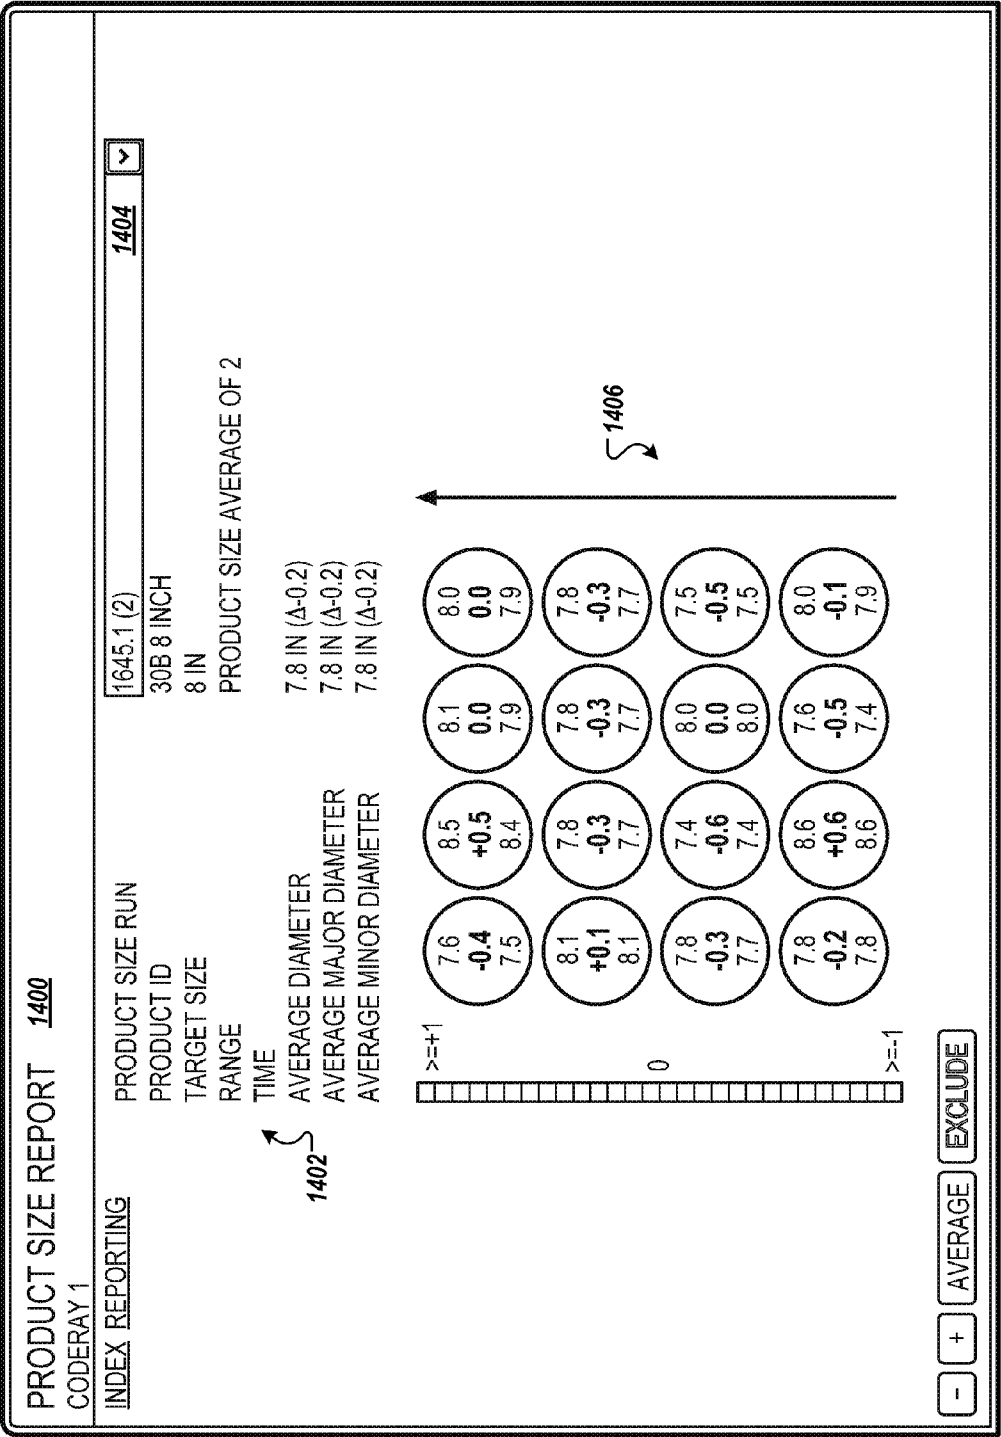 PRODUCT SIZE REPORT 1400
CODERAY 1
INDEX REPORTING
PRODUCT SIZE RUN 1645.1 (2) 1404
PRODUCT ID 30B 8 INCH
TARGET SIZE 8 IN
RANGE PRODUCT SIZE AVERAGE OF 2
TIME
AVERAGE DIAMETER 7.8 IN (Δ-0.2)
AVERAGE MAJOR DIAMETER 7.8 IN (Δ-0.2)
AVERAGE MINOR DIAMETER 7.8 IN (Δ-0.2)
1402
>=+1
7.6 8.5 8.1 8.0
-0.4 +0.5 0.0 0.0
7.5 8.4 7.9 7.9
8.1 7.8 7.8 7.8
+0.1 -0.3 -0.3 -0.3
8.1 7.7 7.7 7.7
1406
0
7.8 7.4 8.0 7.5
-0.3 -0.6 0.0 -0.5
7.7 7.4 8.0 7.5
7.8 8.6 7.6 8.0
-0.2 +0.6 -0.5 -0.1
7.8 8.6 7.4 7.9
>=-1
- + AVERAGE EXCLUDE